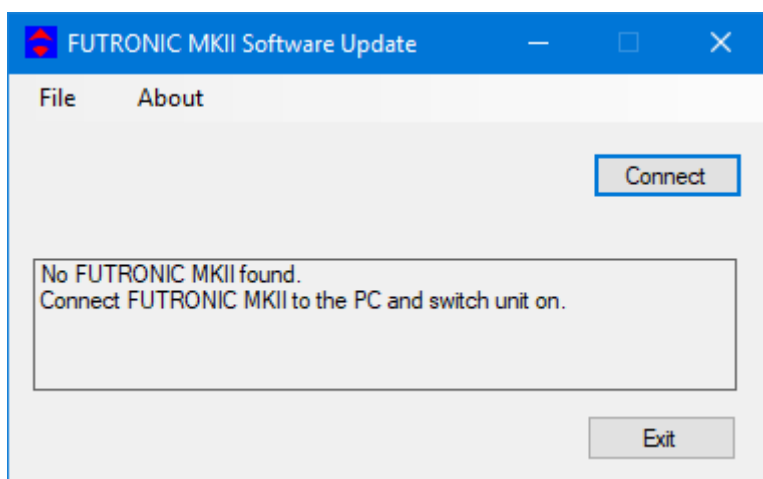 FUTRONIC MKII Software Update
File About
Connect
No FUTRONIC MKII found.
Connect FUTRONIC MKII to the PC and switch unit on.
Exit